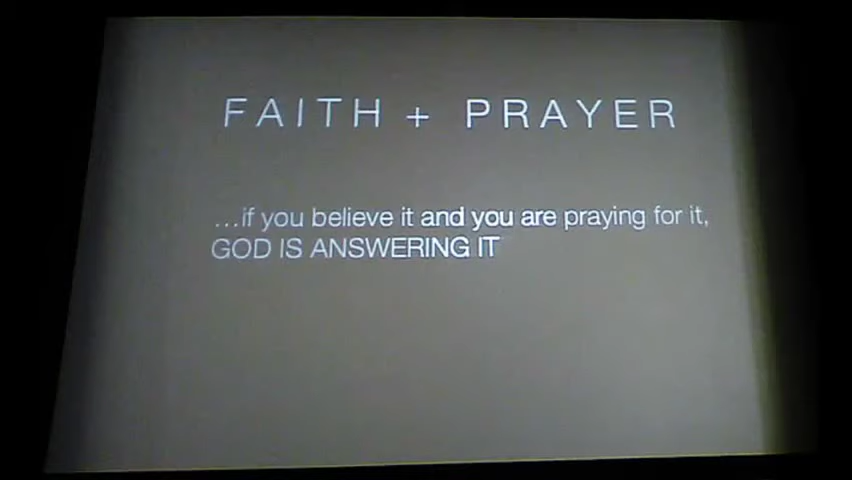 FAITH + PRAYER
...if you believe it and you are praying for it,
GOD IS ANSWERING IT